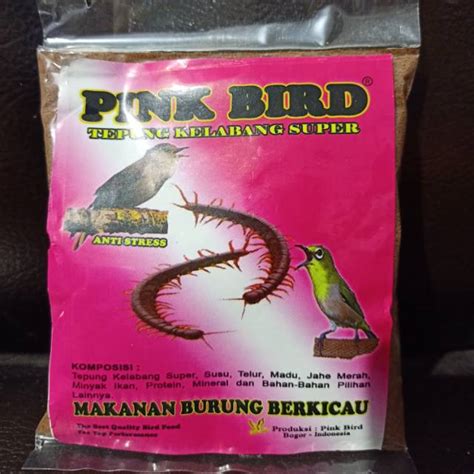 PINK BIRD®
TEPUNG KELABANG SUPER
ANTI STRESS
KOMPOSISI :
Tepung Kelabang Super, Susu, Telur, Madu, Jahe Merah,
Minyak Ikan, Protein, Mineral dan Bahan-Bahan Pilihan
Lainnya.
MAKANAN BURUNG BERKICAU
The Best Quality Bird Food
The Top Performance
Produksi : Pink Bird
Bogor - Indonesia